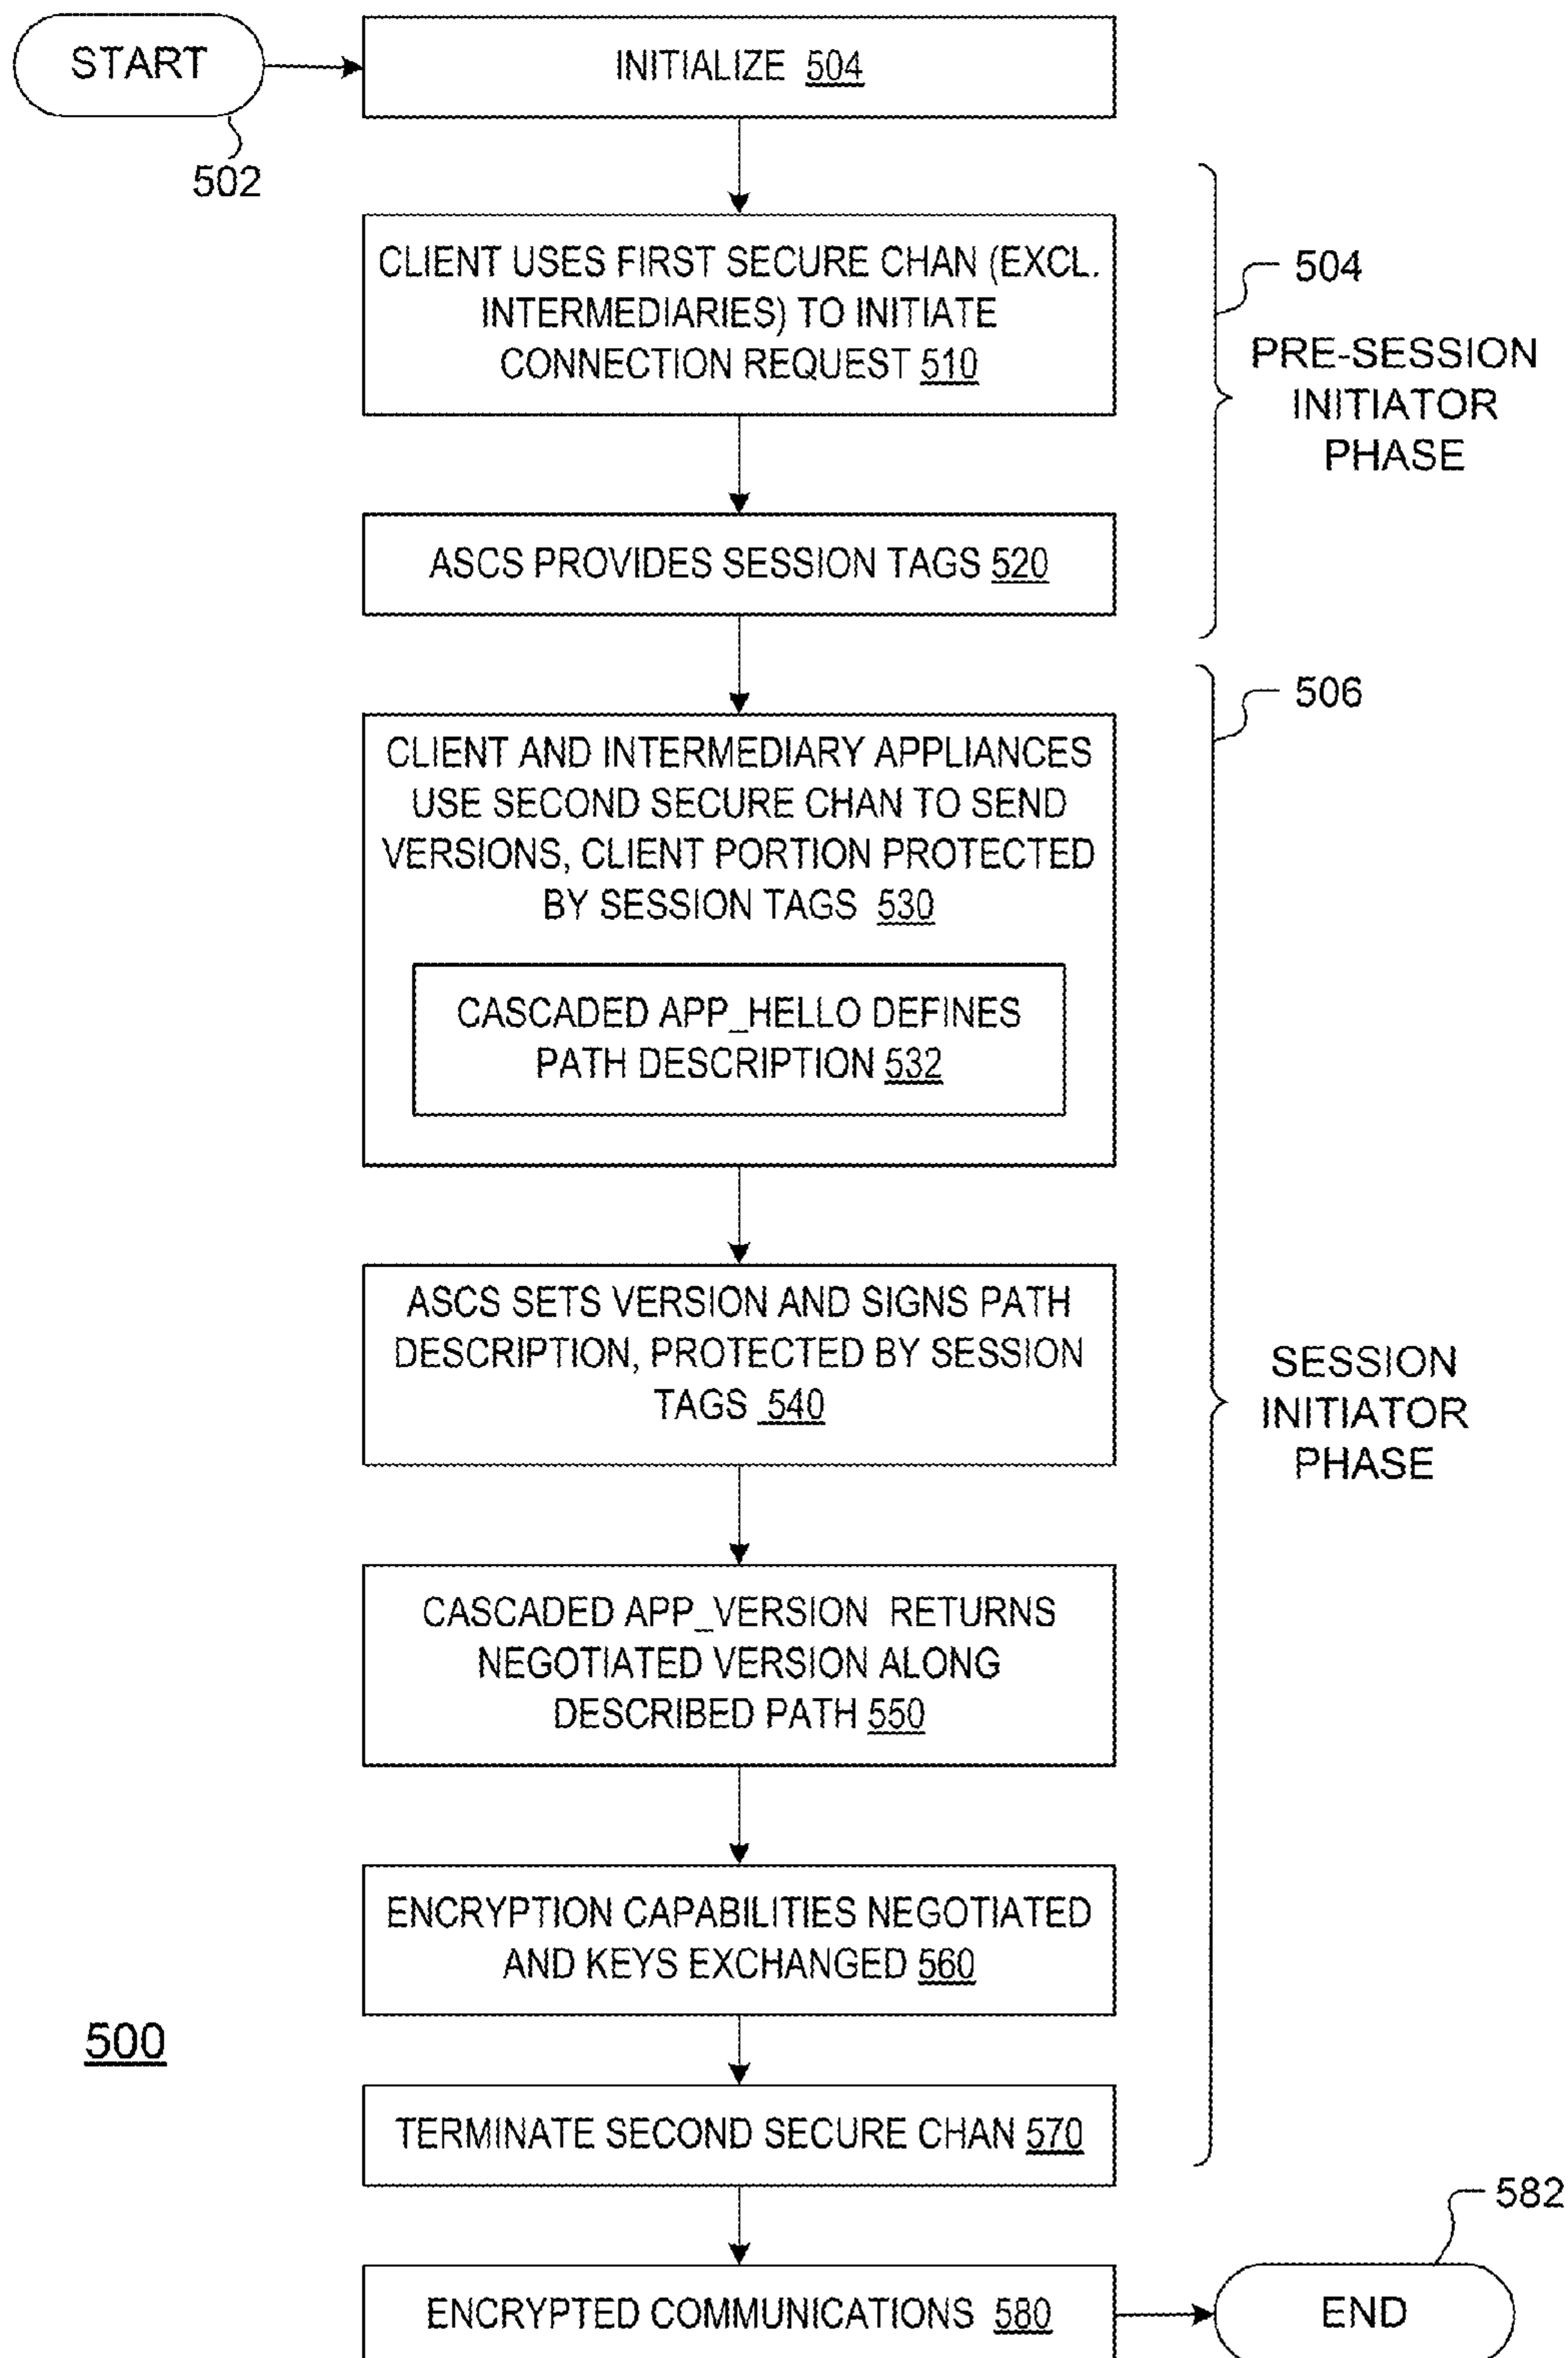 START
INITIALIZE 504
502
CLIENT USES FIRST SECURE CHAN (EXCL.
INTERMEDIARIES) TO INITIATE
CONNECTION REQUEST 510
504
PRE-SESSION
INITIATOR
PHASE
ASCS PROVIDES SESSION TAGS 520
506
CLIENT AND INTERMEDIARY APPLIANCES
USE SECOND SECURE CHAN TO SEND
VERSIONS, CLIENT PORTION PROTECTED
BY SESSION TAGS 530
CASCADED APP_HELLO DEFINES
PATH DESCRIPTION 532
ASCS SETS VERSION AND SIGNS PATH
DESCRIPTION, PROTECTED BY SESSION
TAGS 540
SESSION
INITIATOR
PHASE
CASCADED APP_VERSION RETURNS
NEGOTIATED VERSION ALONG
DESCRIBED PATH 550
ENCRYPTION CAPABILITIES NEGOTIATED
AND KEYS EXCHANGED 560
500
TERMINATE SECOND SECURE CHAN 570
582
ENCRYPTED COMMUNICATIONS 580
END